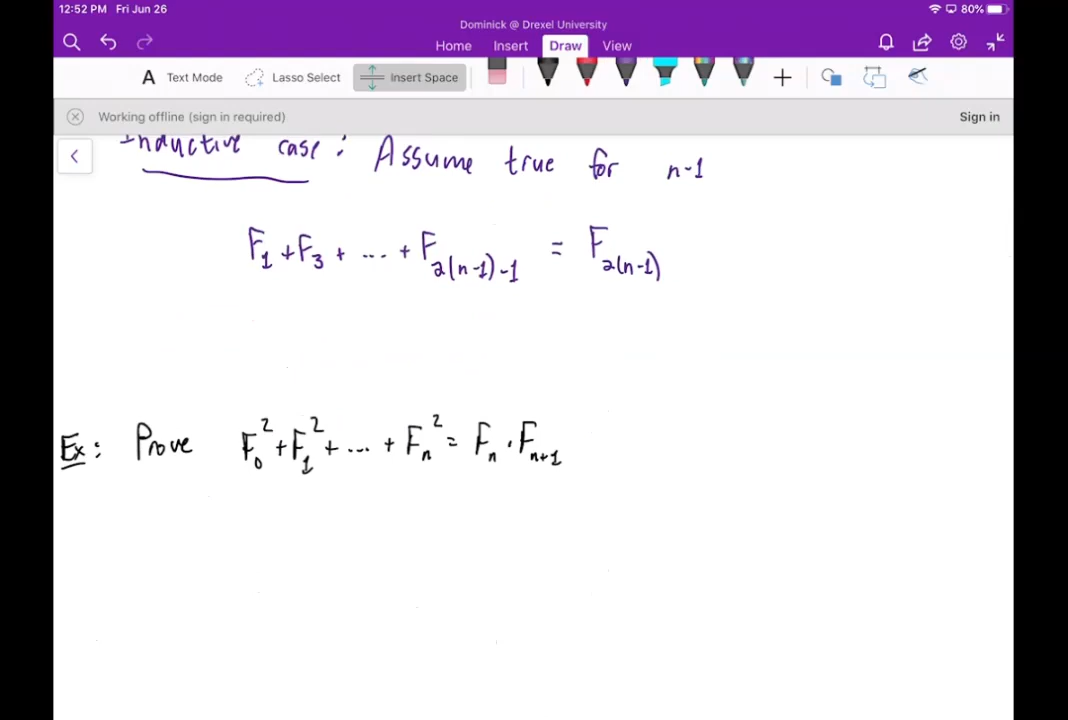 12:52 PM Fri Jun 26 80%
Dominick @ Drexel University
Home Insert Draw View
Text Mode Lasso Select Insert Space
Working offline (sign in required) Sign in
Inductive case: Assume true for n-1
F₁ + F₃ + ... + F₂₍ₙ₋₁₎₋₁ = F₂₍ₙ₋₁₎
Ex: Prove F₀² + F₁² + ... + Fₙ² = Fₙ · Fₙ₊₁